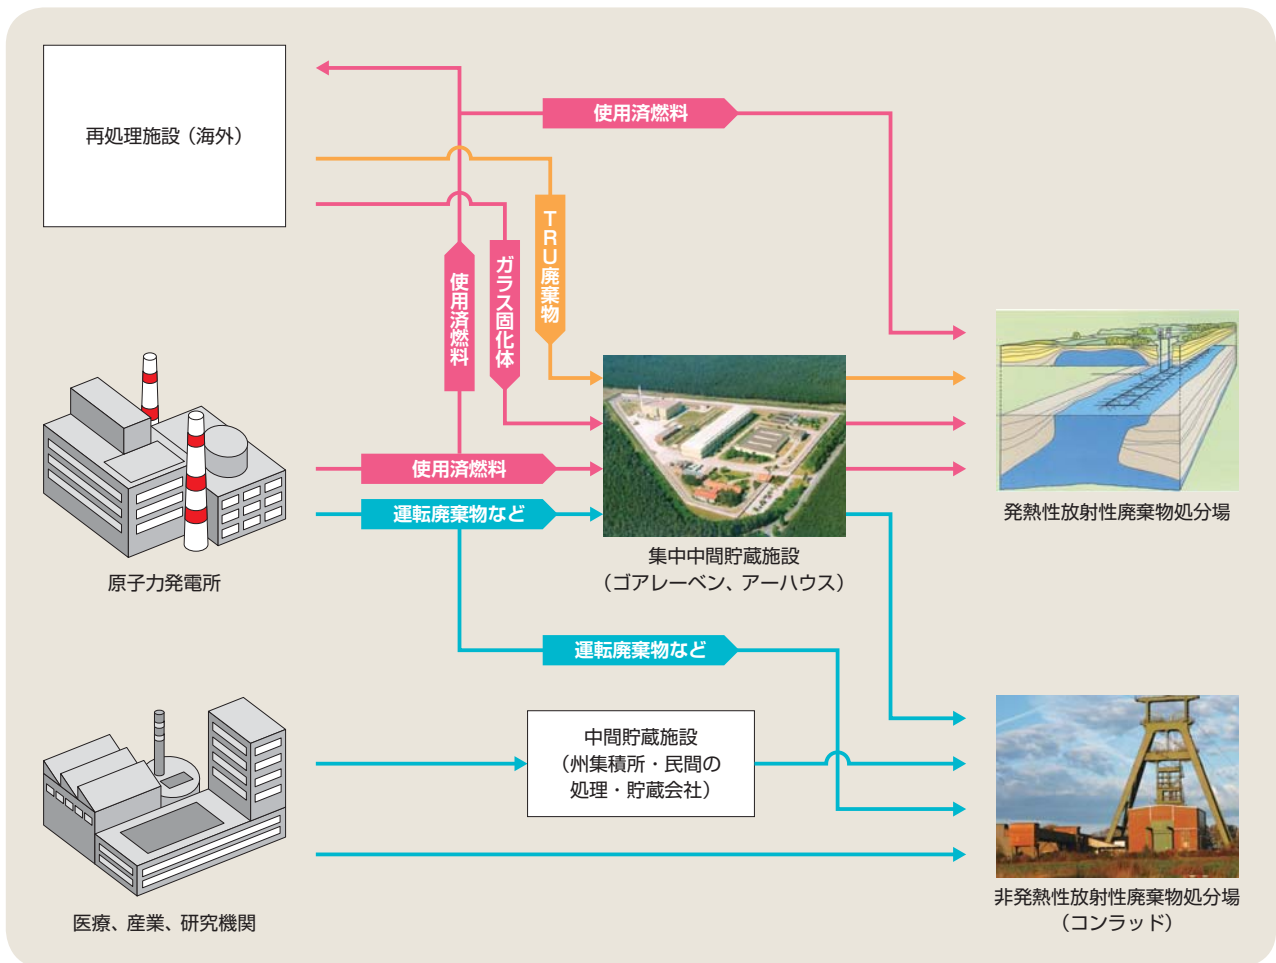 再処理施設（海外）
使用済燃料
TRU廃棄物
ガラス固化体
使用済燃料
使用済燃料
運転廃棄物など
原子力発電所
集中中間貯蔵施設
（ゴアレーベン、アーハウス）
発熱性放射性廃棄物処分場
運転廃棄物など
中間貯蔵施設
（州集積所・民間の
処理・貯蔵会社）
医療、産業、研究機関
非発熱性放射性廃棄物処分場
（コンラッド）